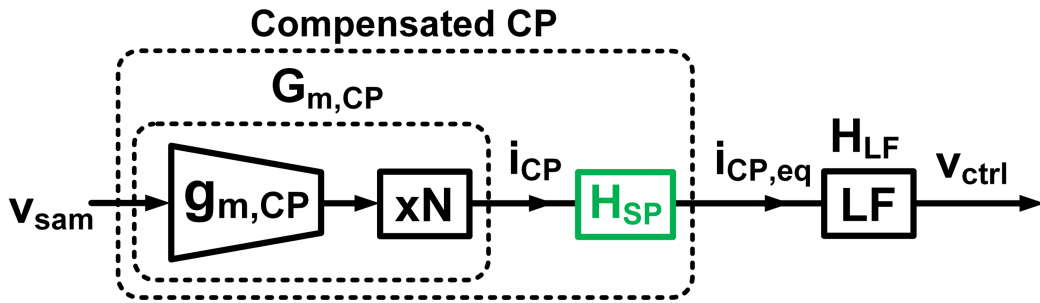 Compensated CP
Gm,CP
vsam
gm,CP
xN
iCP
HSP
iCP,eq
HLF
LF
vctrl